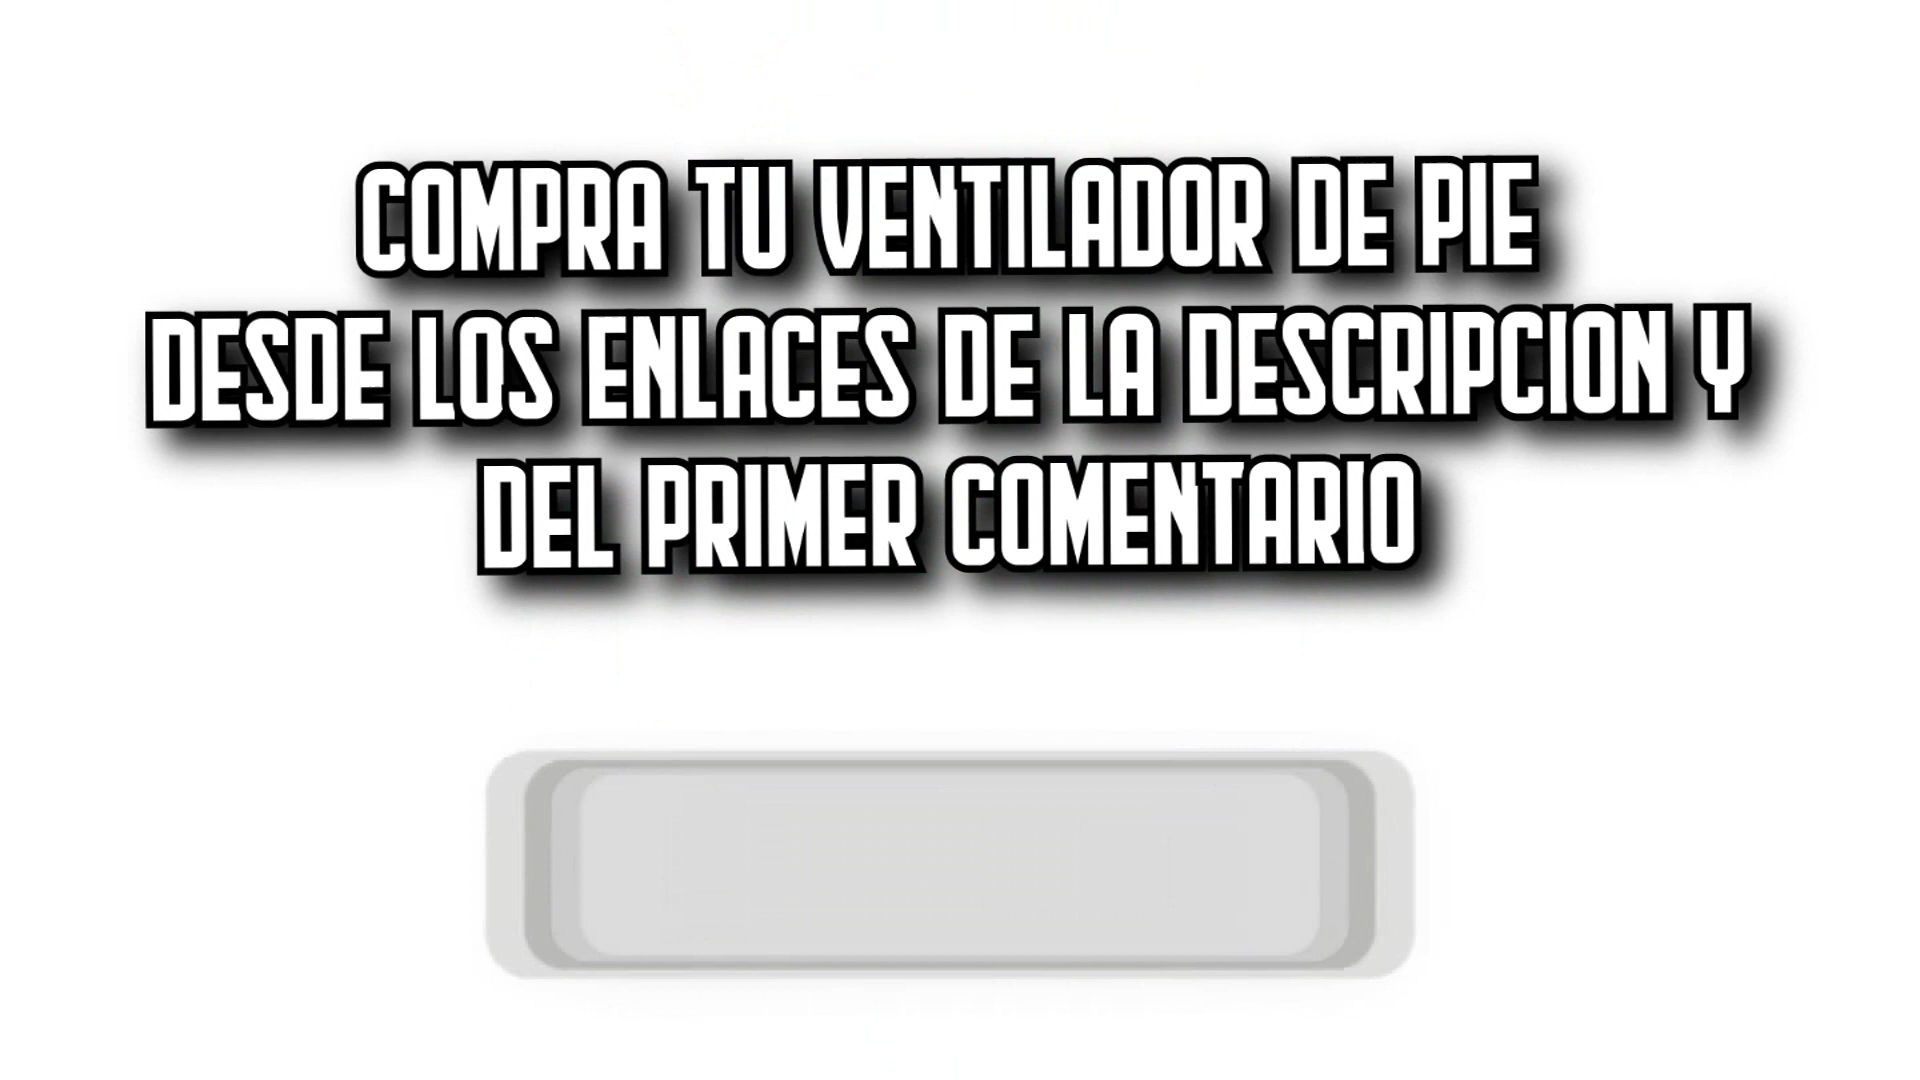 COMPRA TU VENTILADOR DE PIE
DESDE LOS ENLACES DE LA DESCRIPCION Y
DEL PRIMER COMENTARIO